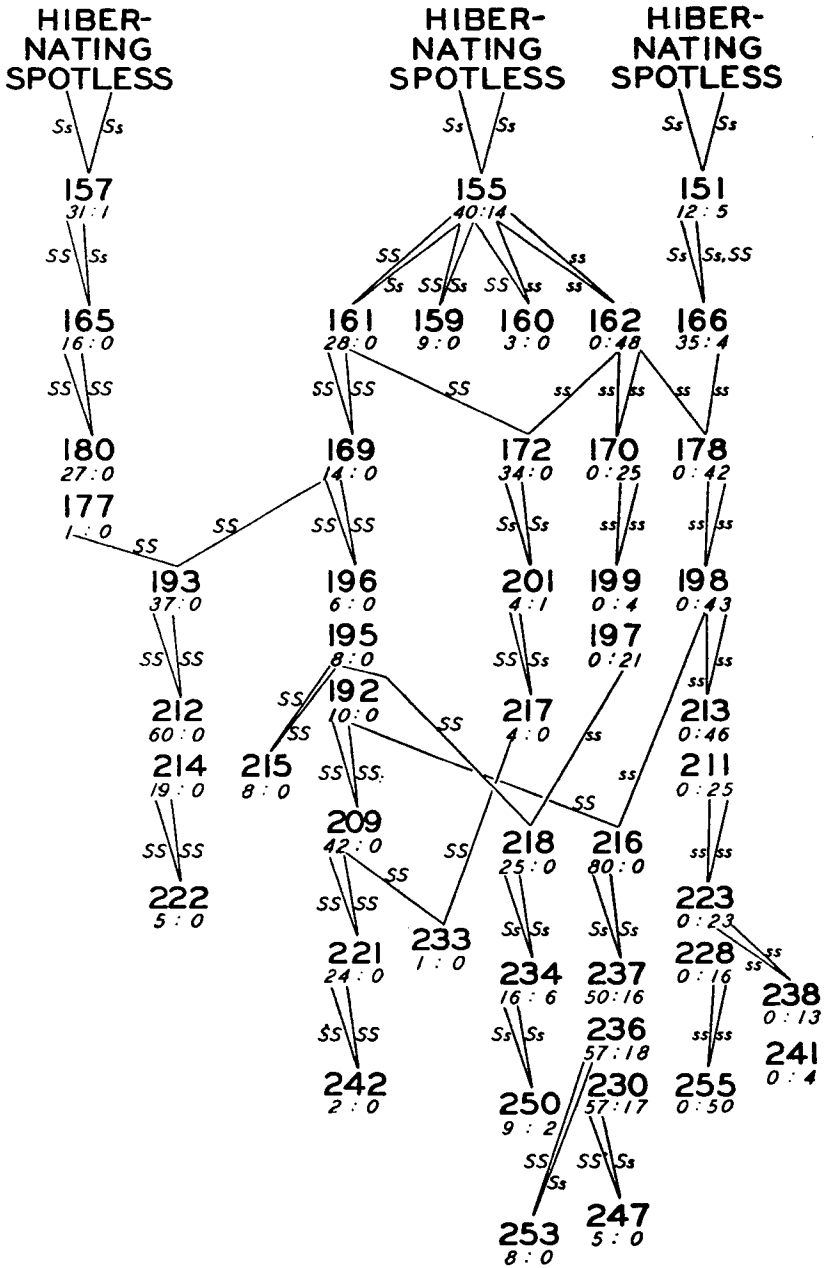 HIBER- HIBER- HIBER-
NATING NATING NATING
SPOTLESS SPOTLESS SPOTLESS
Ss Ss Ss Ss Ss Ss
157 155 151
31:1 40:14 12:5
SS Ss SS Ss SS Ss SS ss ss ss Ss Ss,SS
165 161 159 160 162 166
16:0 28:0 9:0 3:0 0:48 35:4
SS SS SS SS SS ss ss ss ss ss
180 169 172 170 178
27:0 14:0 34:0 0:25 0:42
177
1:0
SS SS SS SS Ss Ss ss ss ss ss
193 196 201 199 198
37:0 6:0 4:1 0:4 0:43
195 197
8:0 0:21
SS SS SS Ss ss ss
192
10:0
SS SS SS ss ss
212 217 213
60:0 4:0 0:46
214 215 211
19:0 8:0 0:25
SS SS SS SS SS SS ss ss
209 218 216
42:0 25:0 80:0
222 223
5:0 0:23
SS SS SS Ss Ss Ss Ss ss ss
221 233 234 237 228 238
24:0 1:0 16:6 50:16 0:16 0:13
236 241
57:18 0:4
SS SS Ss Ss ss ss
242 250 230 255
2:0 9:2 57:17 0:50
SS Ss SS Ss
253 247
8:0 5:0